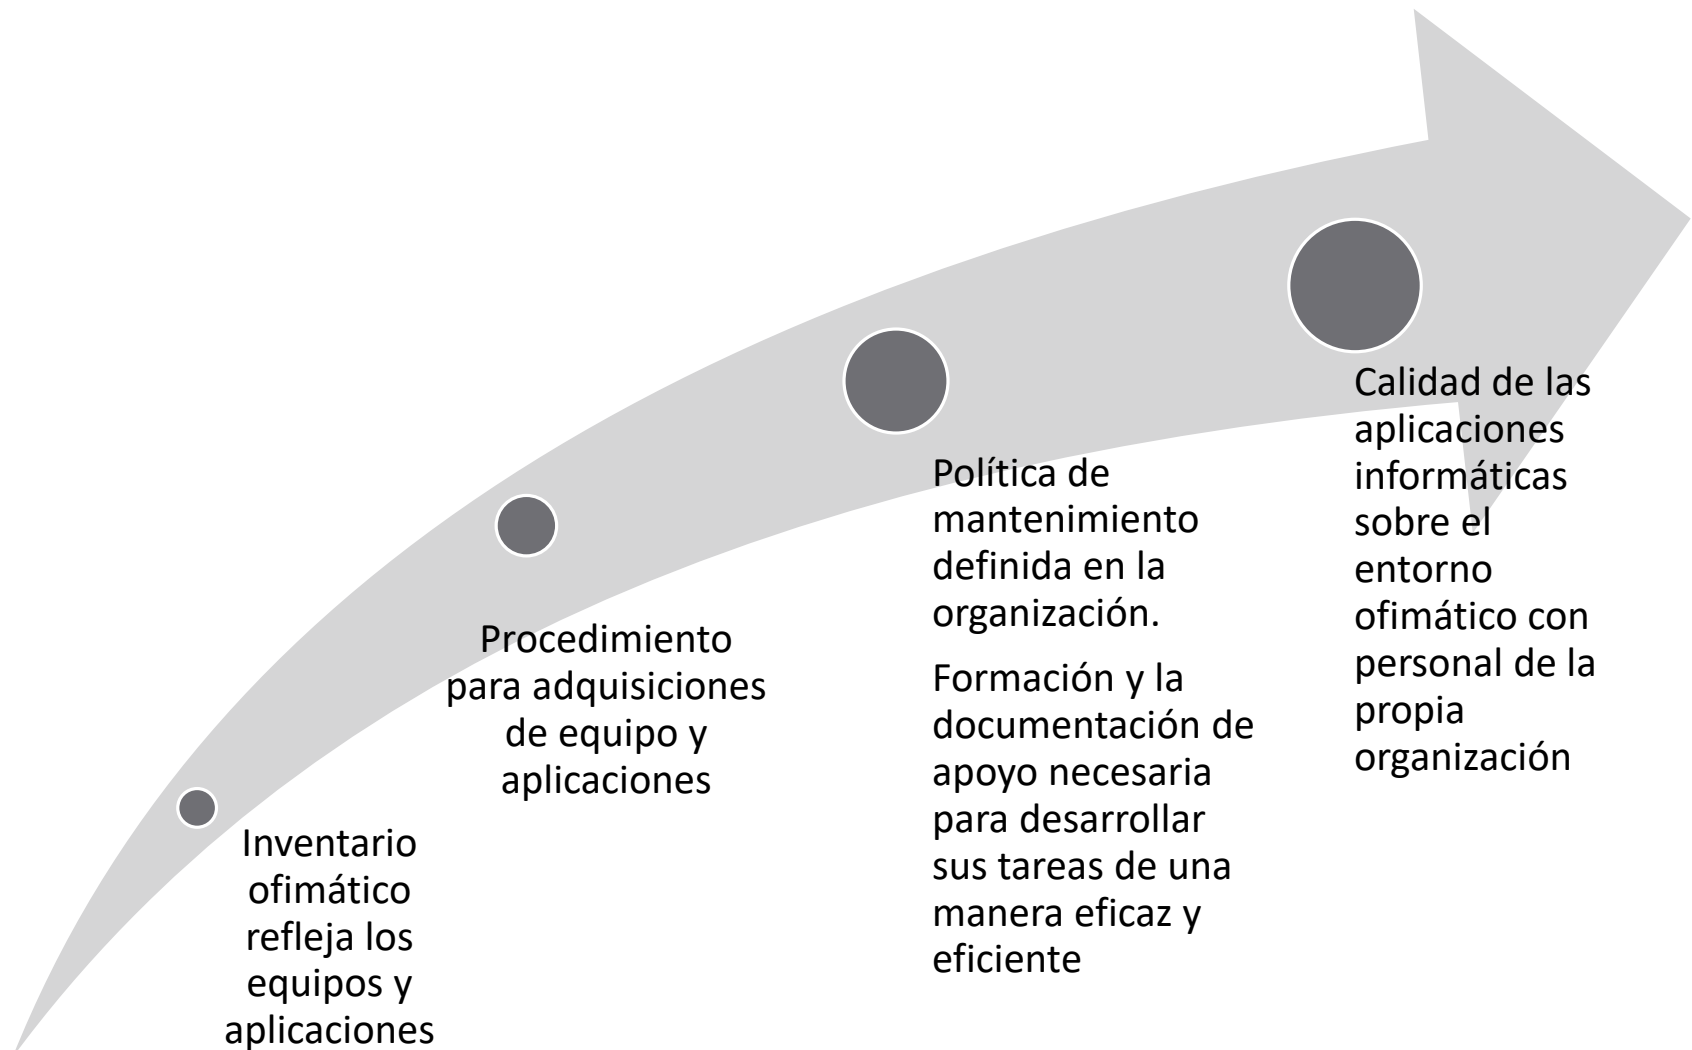 Inventario
ofimático
refleja los
equipos y
aplicaciones
Procedimiento
para adquisiciones
de equipo y
aplicaciones
Política de
mantenimiento
definida en la
organización.
Formación y la
documentación de
apoyo necesaria
para desarrollar
sus tareas de una
manera eficaz y
eficiente
Calidad de las
aplicaciones
informáticas
sobre el
entorno
ofimático con
personal de la
propia
organización